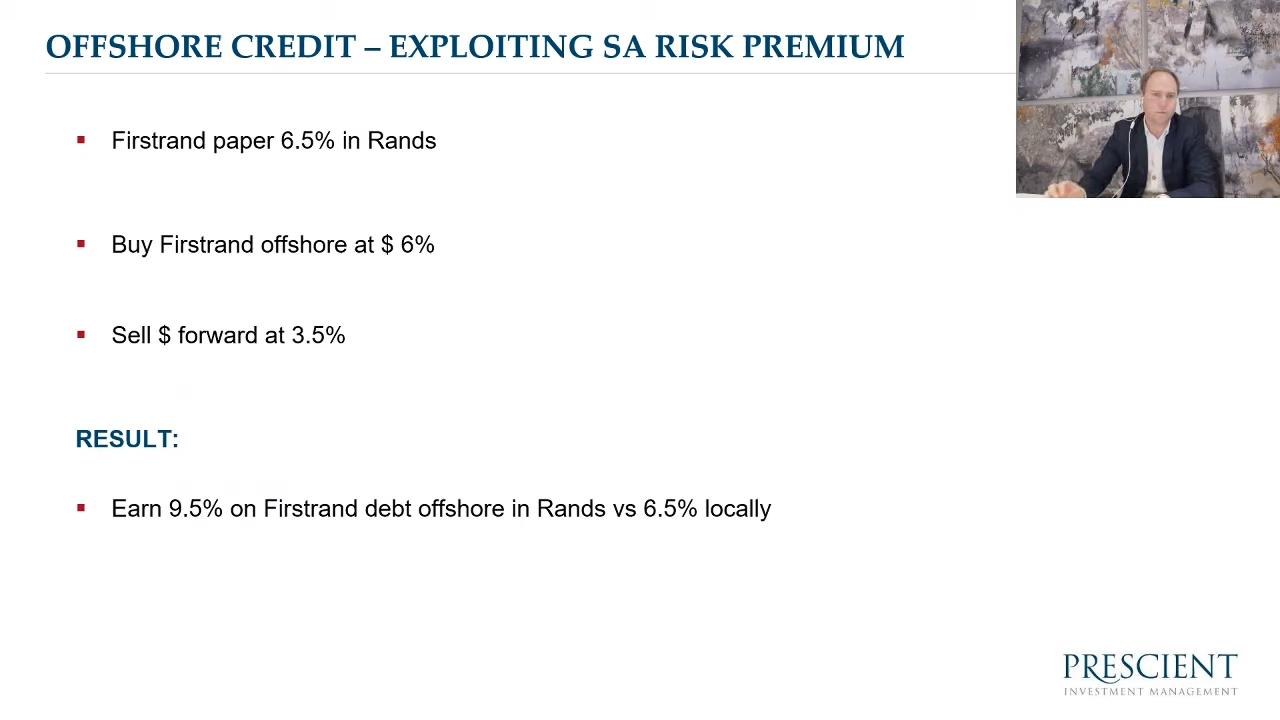 OFFSHORE CREDIT – EXPLOITING SA RISK PREMIUM
▪ Firstrand paper 6.5% in Rands
▪ Buy Firstrand offshore at $ 6%
▪ Sell $ forward at 3.5%
RESULT:
▪ Earn 9.5% on Firstrand debt offshore in Rands vs 6.5% locally
PRESCIENT
INVESTMENT MANAGEMENT